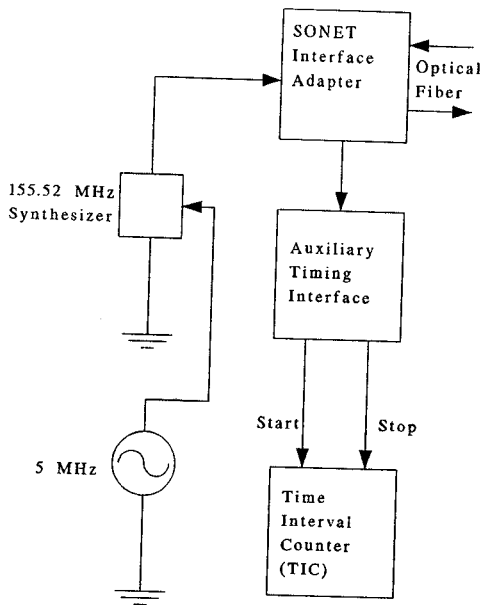 SONET
Interface
Adapter
Optical
Fiber
155.52 MHz
Synthesizer
Auxiliary
Timing
Interface
Start
Stop
5 MHz
Time
Interval
Counter
(TIC)